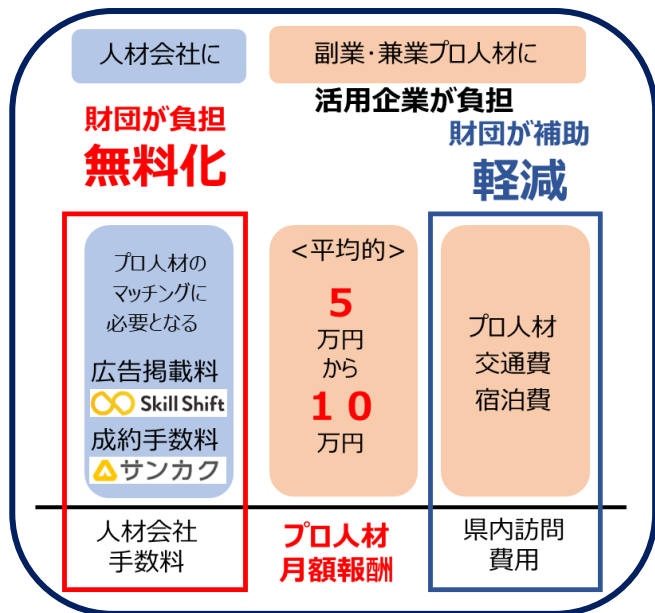 人材会社に
副業・兼業プロ人材に
活用企業が負担
財団が負担
無料化
財団が補助
軽減
プロ人材の
マッチングに
必要となる
広告掲載料
Skill Shift
成約手数料
サンカク
<平均的>
5
万円
から
10
万円
プロ人材
交通費
宿泊費
人材会社
手数料
プロ人材
月額報酬
県内訪問
費用